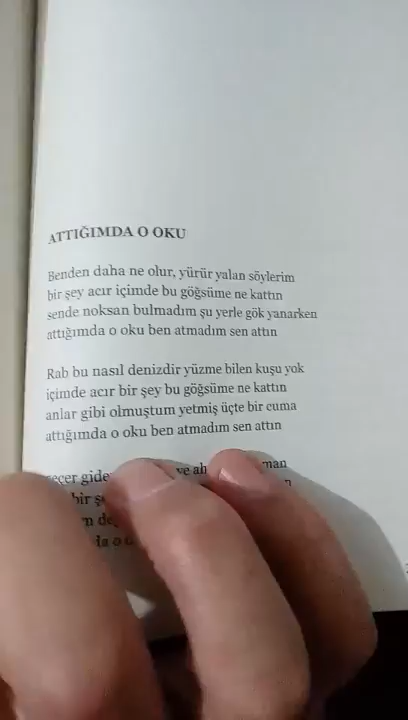 ATTIĞIMDA O OKU
Benden daha ne olur, yürür yalan söylerim
bir şey acır içimde bu göğsüme ne kattın
sende noksan bulmadım şu yerle gök yanarken
attığımda o oku ben atmadım sen attın
Rab bu nasıl denizdir yüzme bilen kuşu yok
içimde acır bir şey bu göğsüme ne kattın
anlar gibi olmuştum yetmiş üçte bir cuma
attığımda o oku ben atmadım sen attın
ve
bir